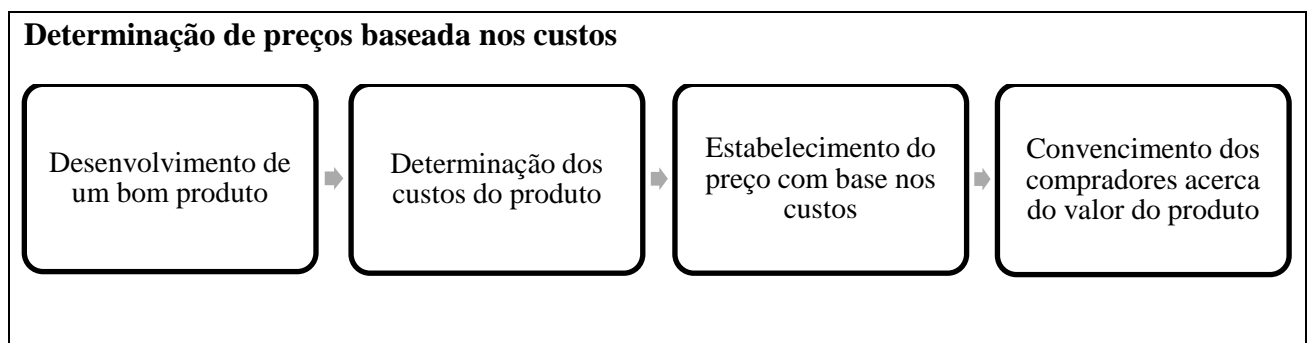 Determinação de preços baseada nos custos
Desenvolvimento de
um bom produto
Determinação dos
custos do produto
Estabelecimento do
preço com base nos
custos
Convencimento dos
compradores acerca
do valor do produto